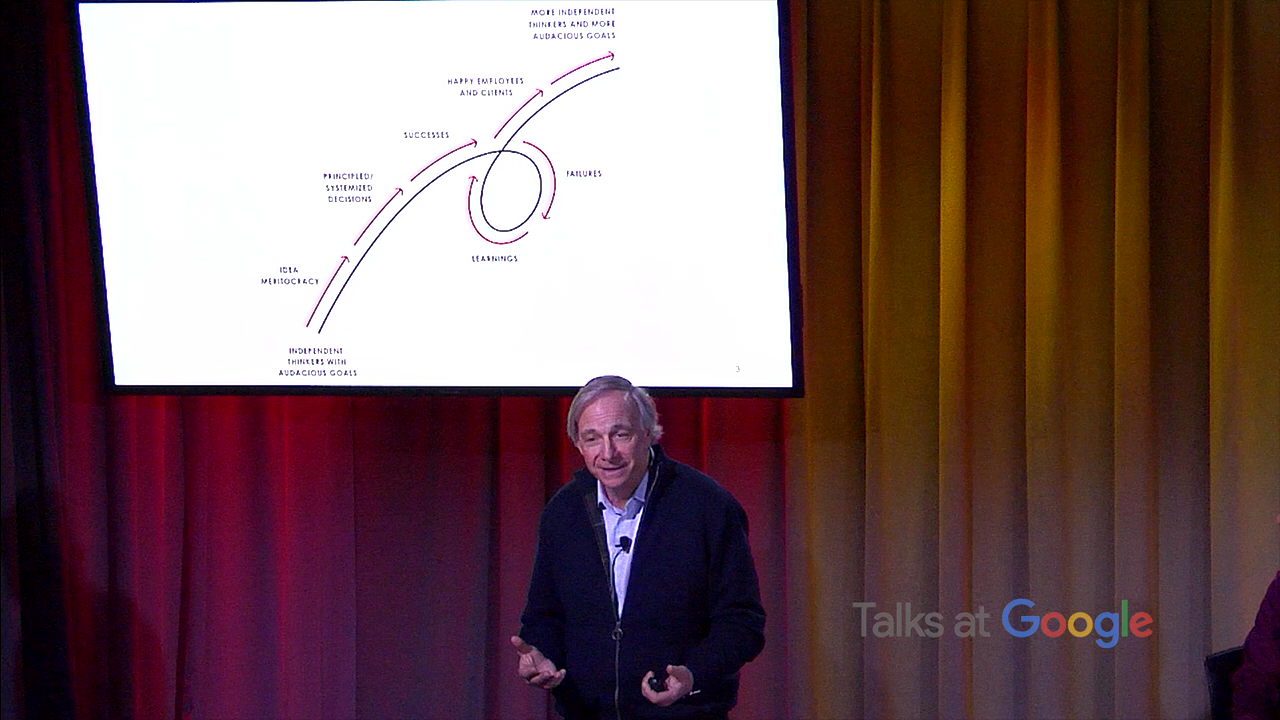 MORE INDEPENDENT
THINKERS AND MORE
AUDACIOUS GOALS
HAPPY EMPLOYEES
AND CLIENTS
SUCCESSES
PRINCIPLED/
SYSTEMIZED
DECISIONS
FAILURES
LEARNINGS
IDEA
MERITOCRACY
INDEPENDENT
THINKERS WITH
AUDACIOUS GOALS
3
Talks at Google